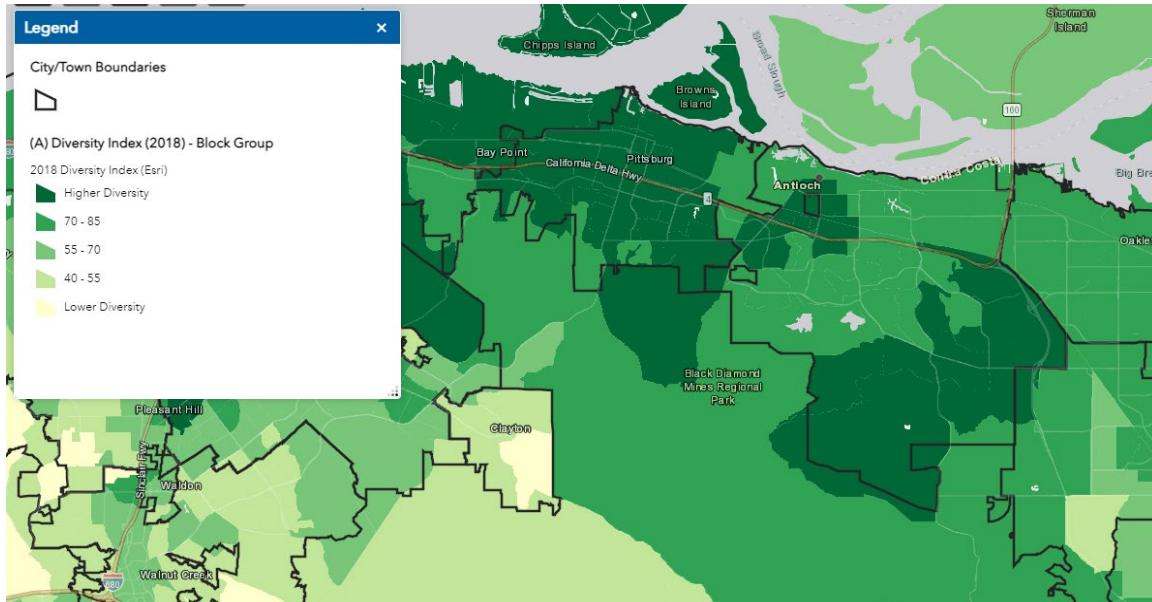 Legend
City/Town Boundaries
(A) Diversity Index (2018) - Block Group
2018 Diversity Index (Esri)
Higher Diversity
70 - 85
55 - 70
40 - 55
Lower Diversity
Chipps Island
Broad Slough
Sherman
Island
Browns
Island
160
Bay Point
California Delta Hwy
Pittsburg
Antioch
Contra Costa
Big Bre
4
Oakle
Black Diamond
Mines Regional
Park
Pleasant Hill
Clayton
Sinclair Fwy
Waldon
Walnut Creek
680